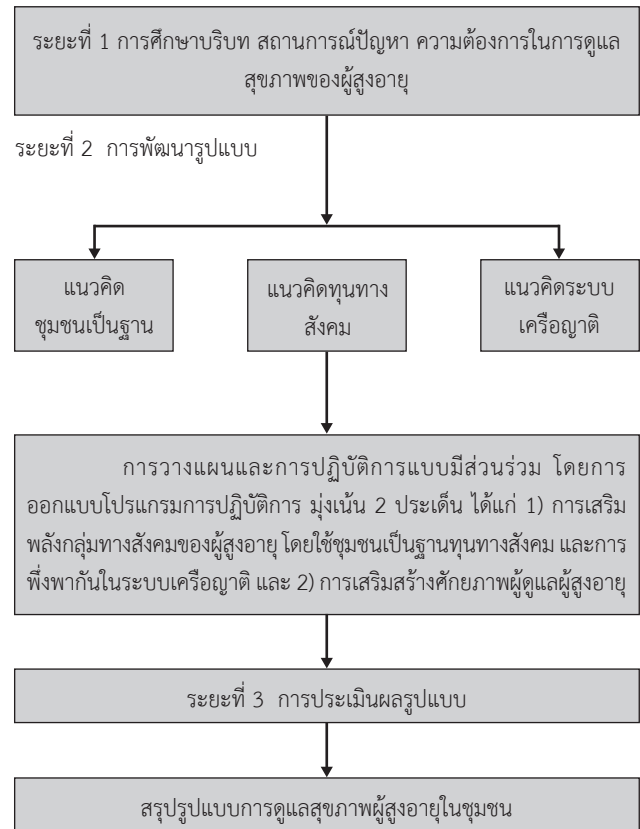 ระยะที่ 1 การศึกษาบริบท สถานการณ์ปัญหา ความต้องการในการดูแล
สุขภาพของผู้สูงอายุ
ระยะที่ 2 การพัฒนารูปแบบ
แนวคิด
ชุมชนเป็นฐาน
แนวคิดทุนทาง
สังคม
แนวคิดระบบ
เครือญาติ
การวางแผนและการปฏิบัติการแบบมีส่วนร่วม โดยการ
ออกแบบโปรแกรมการปฏิบัติการ มุ่งเน้น 2 ประเด็น ได้แก่ 1) การเสริม
พลังกลุ่มทางสังคมของผู้สูงอายุ โดยใช้ชุมชนเป็นฐานทุนทางสังคม และการ
พึ่งพากันในระบบเครือญาติ และ 2) การเสริมสร้างศักยภาพผู้ดูแลผู้สูงอายุ
ระยะที่ 3 การประเมินผลรูปแบบ
สรุปรูปแบบการดูแลสุขภาพผู้สูงอายุในชุมชน